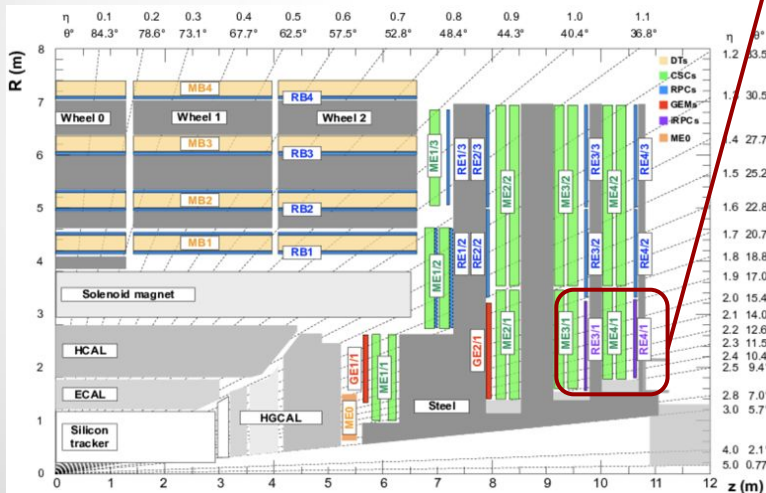 η 0.1 0.2 0.3 0.4 0.5 0.6 0.7 0.8 0.9 1.0 1.1 η θ°
θ° 84.3° 78.6° 73.1° 67.7° 62.5° 57.5° 52.8° 48.4° 44.3° 40.4° 36.8°
R (m)
8
7
6
5
4
3
2
1
0
1.2 33.5
1.3 30.5
1.4 27.7
1.5 25.2
1.6 22.8
1.7 20.7
1.8 18.8
1.9 17.0
2.0 15.4
2.1 14.0
2.2 12.6
2.3 11.5
2.4 10.4
2.5 9.4°
2.8 7.0°
3.0 5.7°
4.0 2.1°
5.0 0.77
DTs
CSCs
RPCs
GEMs
iRPCs
ME0
MB4
RB4
Wheel 0 Wheel 1 Wheel 2
MB3
RB3
MB2
RB2
MB1
RB1
Solenoid magnet
HCAL
ECAL
Silicon
tracker
HGCAL
Steel
ME0
GE1/1
ME1/1
ME1/2
ME1/3
RE1/3
RE2/3
RE1/2
RE2/2
GE2/1
ME2/2
ME2/1
ME3/2
ME3/1
RE3/3
RE3/2
RE3/1
ME4/2
ME4/1
RE4/3
RE4/2
RE4/1
0 1 2 3 4 5 6 7 8 9 10 11 12
z (m)